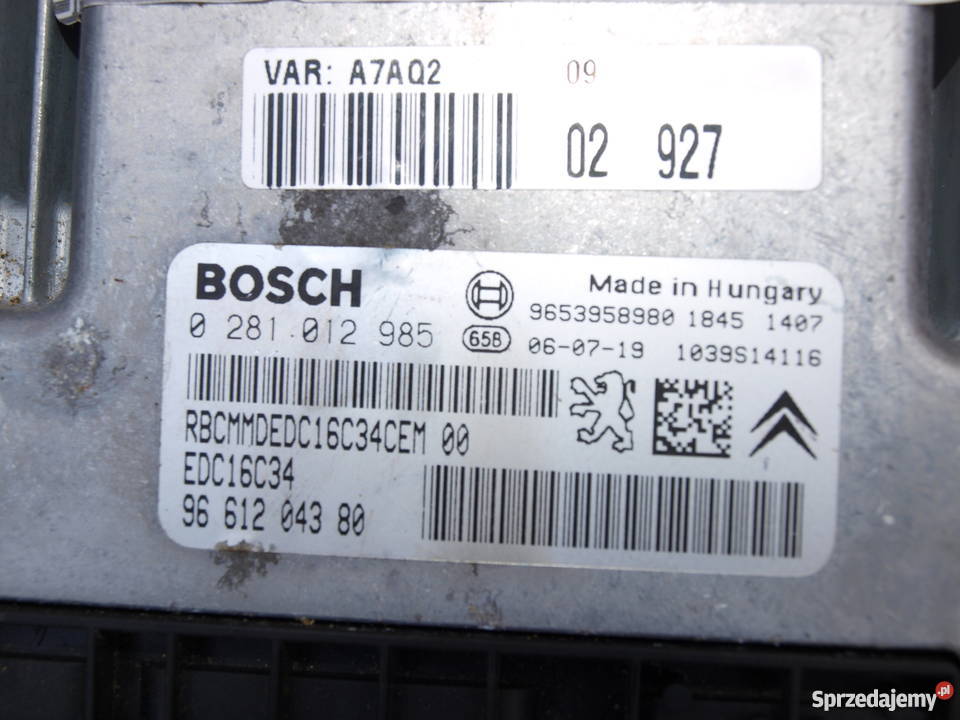 VAR: A7AQ2
09
02 927
BOSCH
Made in Hungary
0 281 012 985
658
9653958980 1845 1407
06-07-19 1039S14116
RBCMMDEDC16C34CEM 00
EDC16C34
96 612 043 80
Sprzedajemy.pl